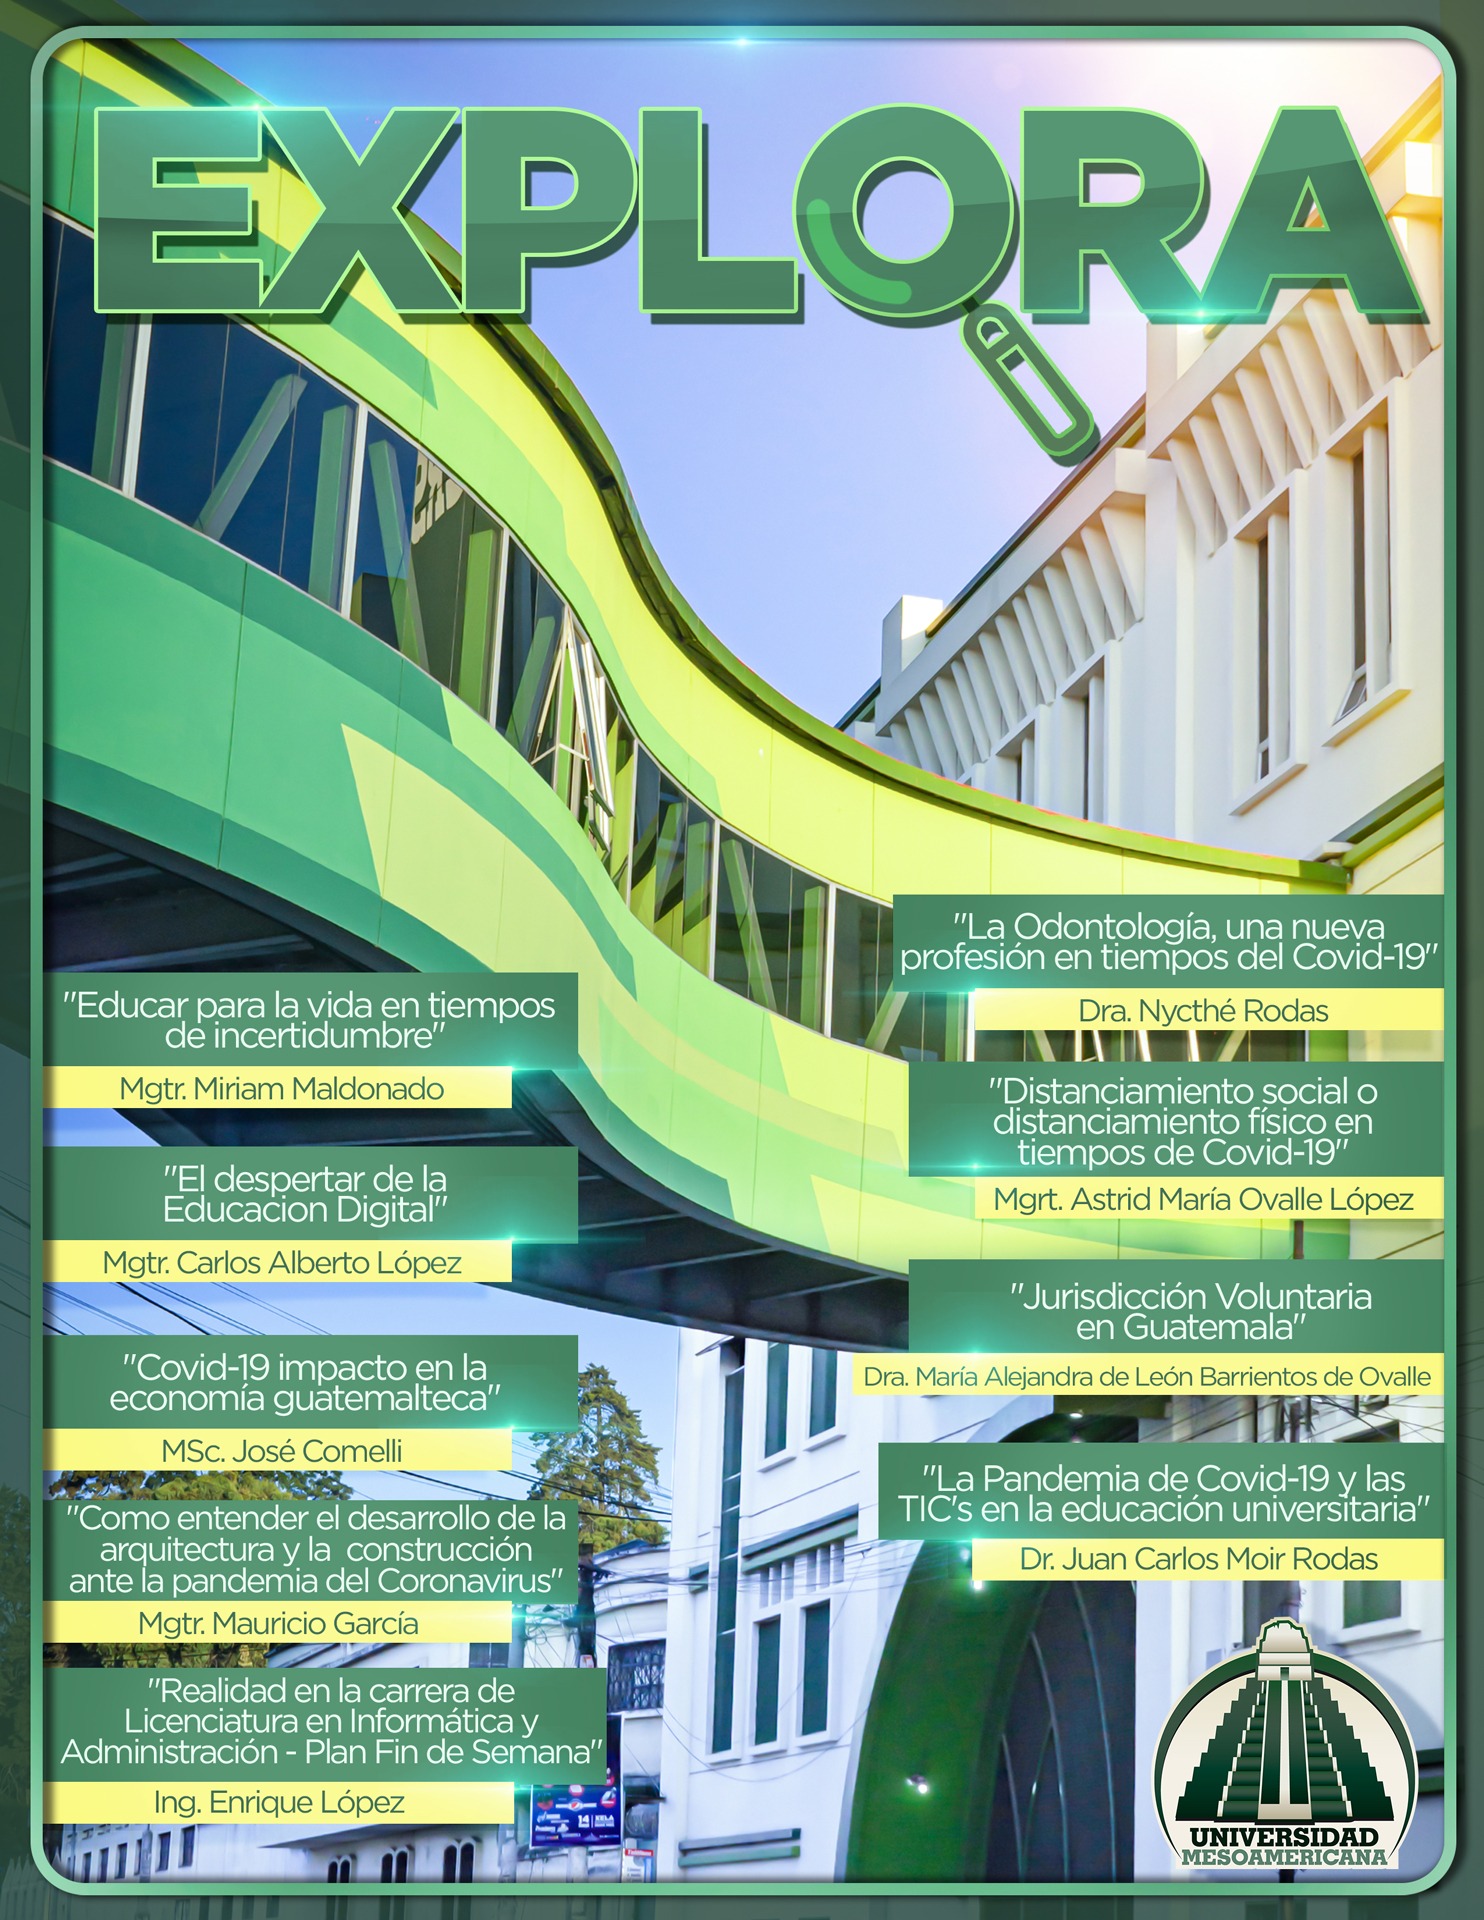 EXPLORA
"Educar para la vida en tiempos
de incertidumbre"
Mgtr. Miriam Maldonado
"El despertar de la
Educacion Digital"
Mgtr. Carlos Alberto López
"Covid-19 impacto en la
economía guatemalteca"
MSc. José Comelli
"Como entender el desarrollo de la
arquitectura y la construcción
ante la pandemia del Coronavirus"
Mgtr. Mauricio García
"Realidad en la carrera de
Licenciatura en Informática y
Administración - Plan Fin de Semana"
Ing. Enrique López
"La Odontología, una nueva
profesión en tiempos del Covid-19"
Dra. Nycthé Rodas
"Distanciamiento social o
distanciamiento físico en
tiempos de Covid-19"
Mgrt. Astrid María Ovalle López
"Jurisdicción Voluntaria
en Guatemala"
Dra. María Alejandra de León Barrientos de Ovalle
"La Pandemia de Covid-19 y las
TIC's en la educación universitaria"
Dr. Juan Carlos Moir Rodas
UNIVERSIDAD
MESOAMERICANA